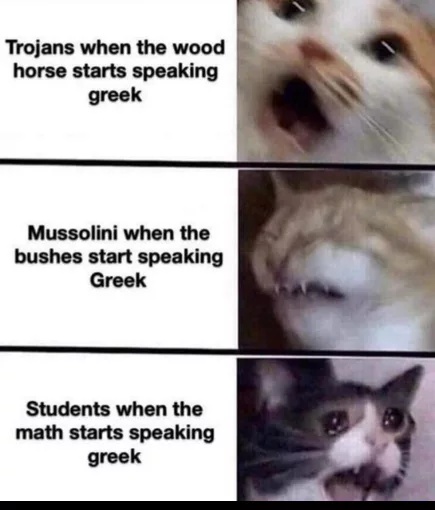 Trojans when the wood
horse starts speaking
greek
Mussolini when the
bushes start speaking
Greek
Students when the
math starts speaking
greek